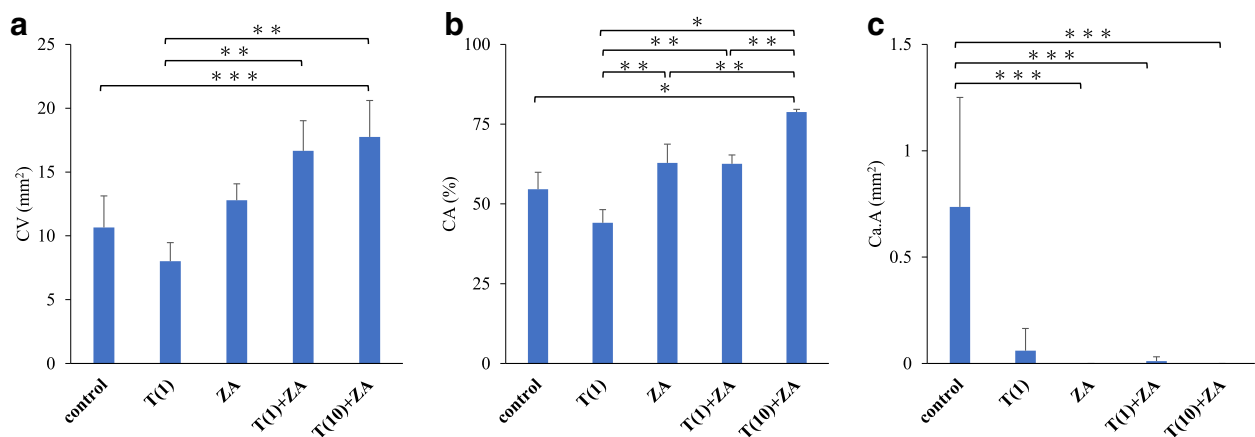 a
25
20
15
10
5
0
CV (mm²)
control
T(1)
ZA
T(1)+ZA
T(10)+ZA
＊＊
＊＊
＊＊＊
b
100
75
50
25
0
CA (%)
control
T(1)
ZA
T(1)+ZA
T(10)+ZA
＊
＊＊ ＊＊
＊＊ ＊＊
＊
c
1.5
1
0.5
0
Ca.A (mm²)
control
T(1)
ZA
T(1)+ZA
T(10)+ZA
＊＊＊
＊＊＊
＊＊＊